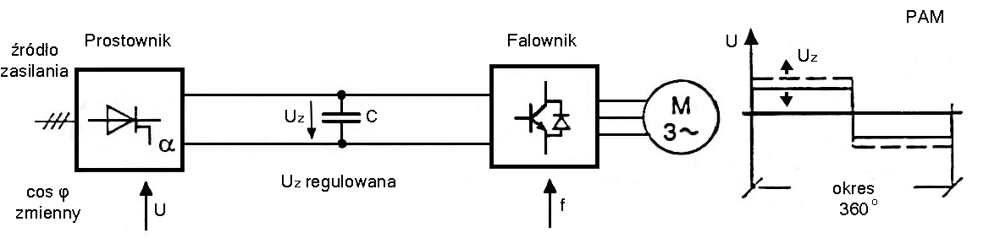 PAM
Prostownik
Falownik
źródło
zasilania
U
Uz
Uz
C
M
3~
α
Uz regulowana
cos φ
zmienny
U
f
okres
360°